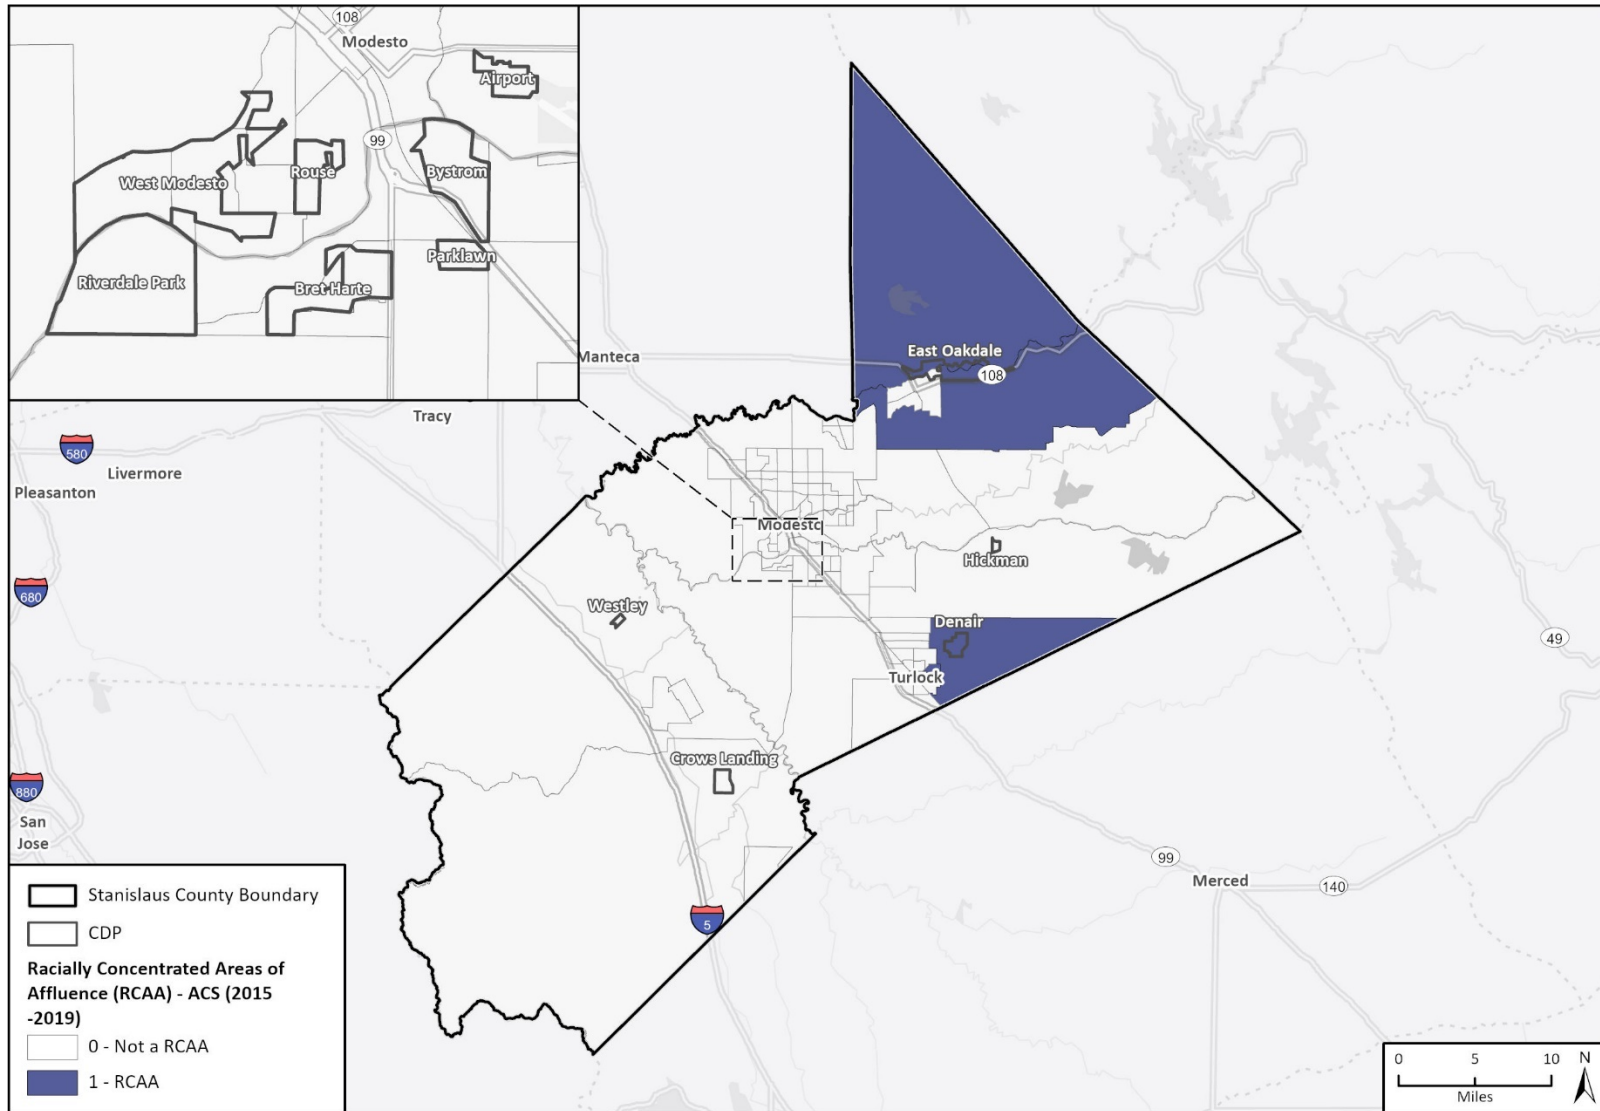 108
Modesto
Airport
99
West Modesto
Rouse
Bystrom
Parklawn
Riverdale Park
Bret Harte
Manteca
East Oakdale
108
Tracy
580
Livermore
Pleasanton
Modestc
Hickman
680
Westley
Denair
49
Turlock
Crows Landing
880
San
Jose
99
Merced
140
5
Stanislaus County Boundary
CDP
Racially Concentrated Areas of
Affluence (RCAA) - ACS (2015
-2019)
0 - Not a RCAA
1 - RCAA
0 5 10 N
Miles